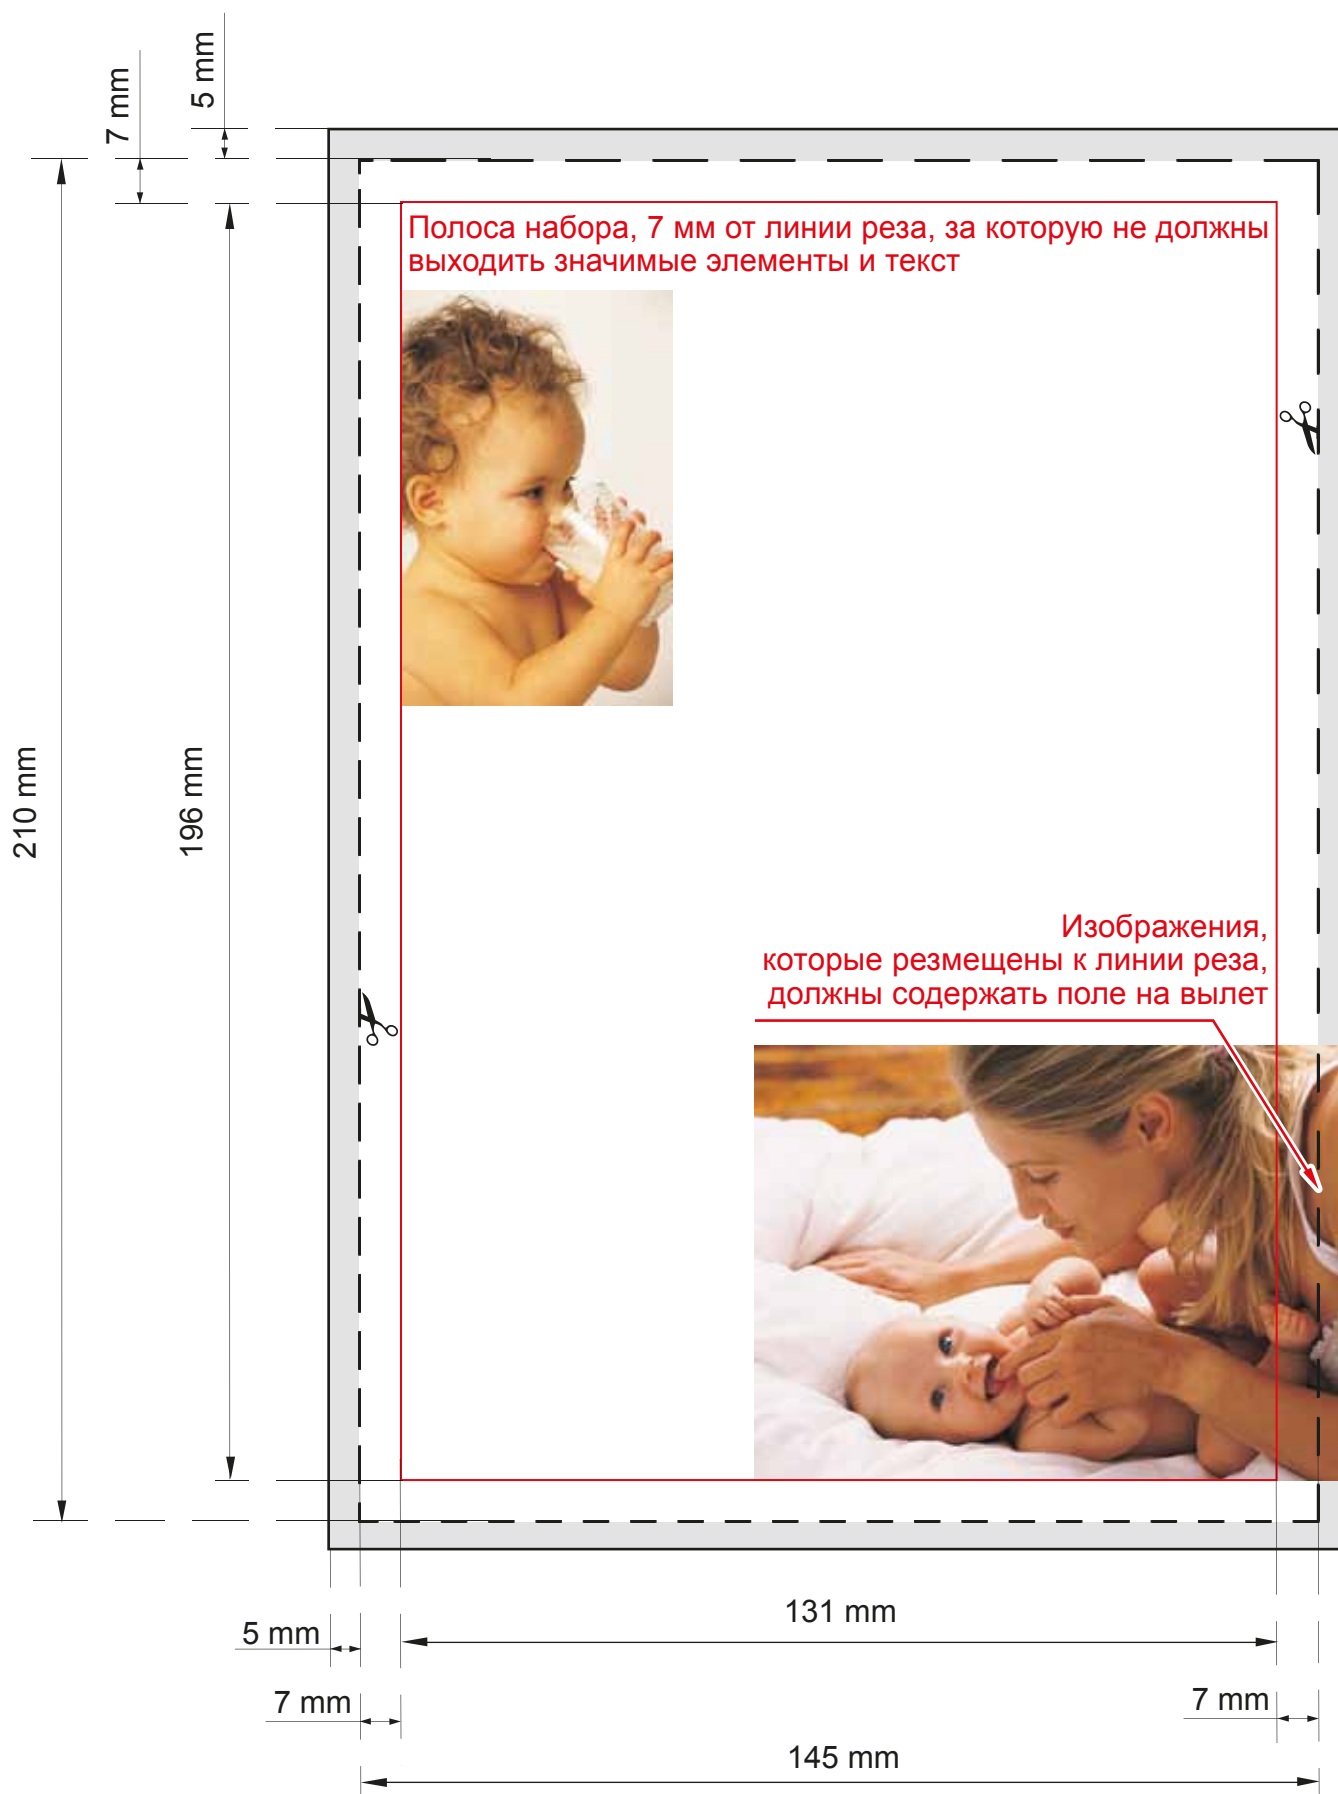 5 mm
7 mm
Полоса набора, 7 мм от линии реза, за которую не должны
выходить значимые элементы и текст
210 mm
196 mm
Изображения,
которые резмещены к линии реза,
должны содержать поле на вылет
131 mm
5 mm
7 mm
7 mm
145 mm